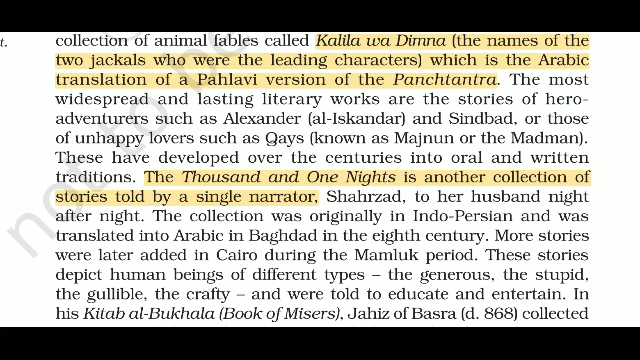 t.
collection of animal fables called Kalila wa Dimna (the names of the
two jackals who were the leading characters) which is the Arabic
translation of a Pahlavi version of the Panchtantra. The most
widespread and lasting literary works are the stories of hero-
adventurers such as Alexander (al-Iskandar) and Sindbad, or those
of unhappy lovers such as Qays (known as Majnun or the Madman).
These have developed over the centuries into oral and written
traditions. The Thousand and One Nights is another collection of
stories told by a single narrator, Shahrzad, to her husband night
after night. The collection was originally in Indo-Persian and was
translated into Arabic in Baghdad in the eighth century. More stories
were later added in Cairo during the Mamluk period. These stories
depict human beings of different types – the generous, the stupid,
the gullible, the crafty – and were told to educate and entertain. In
his Kitab al-Bukhala (Book of Misers), Jahiz of Basra (d. 868) collected
not to be